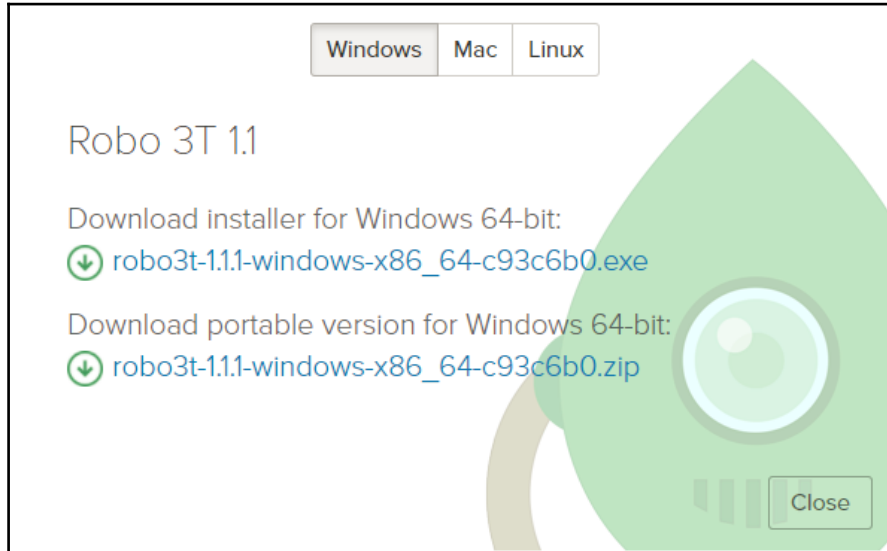 Windows Mac Linux
Robo 3T 1.1
Download installer for Windows 64-bit:
robo3t-1.1.1-windows-x86_64-c93c6b0.exe
Download portable version for Windows 64-bit:
robo3t-1.1.1-windows-x86_64-c93c6b0.zip
Close